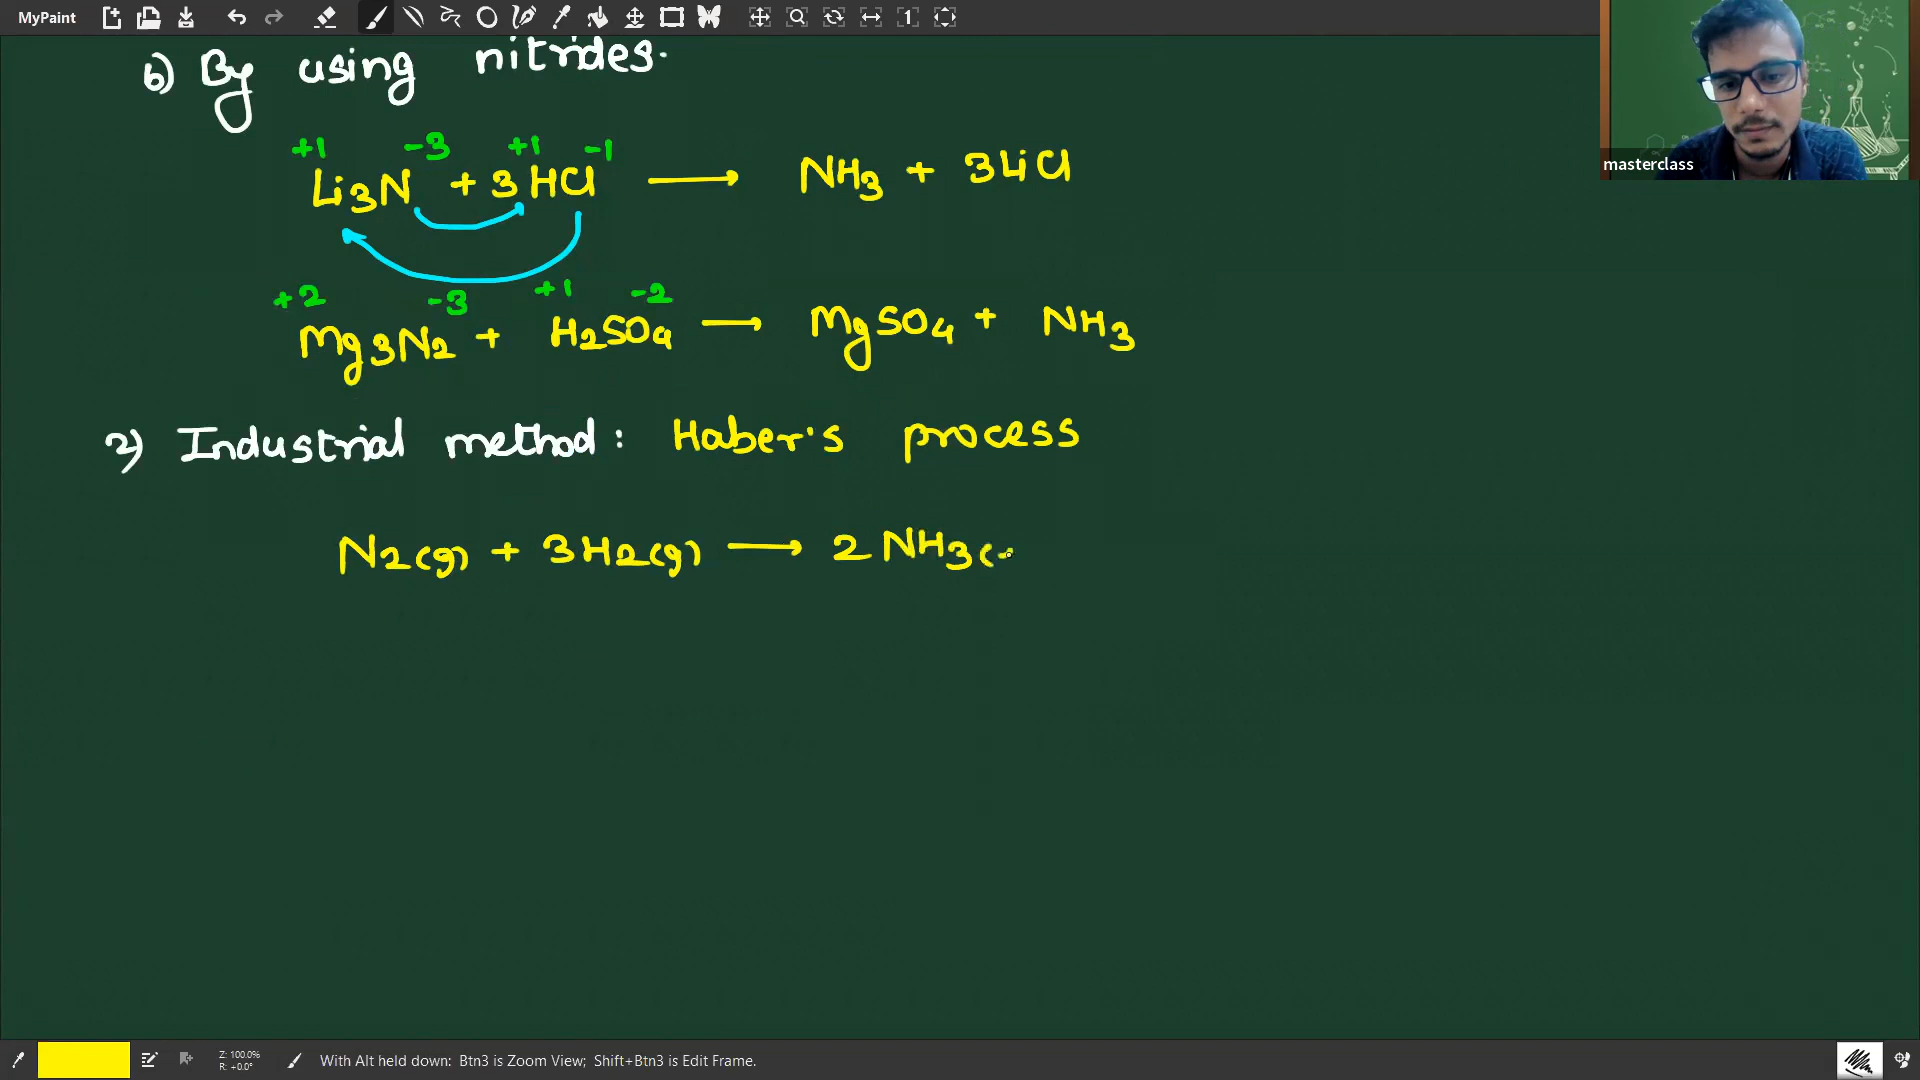 MyPaint
masterclass
b) By using nitrides.
+1 -3 +1 -1
Li3N + 3HCl ⟶ NH3 + 3LiCl
+2 -3 +1 -2
Mg3N2 + H2SO4 ⟶ MgSO4 + NH3
2) Industrial method: Haber's process
N2(g) + 3H2(g) ⟶ 2NH3(
Z: 100.0%
R: +0.0°
With Alt held down: Btn3 is Zoom View; Shift+Btn3 is Edit Frame.